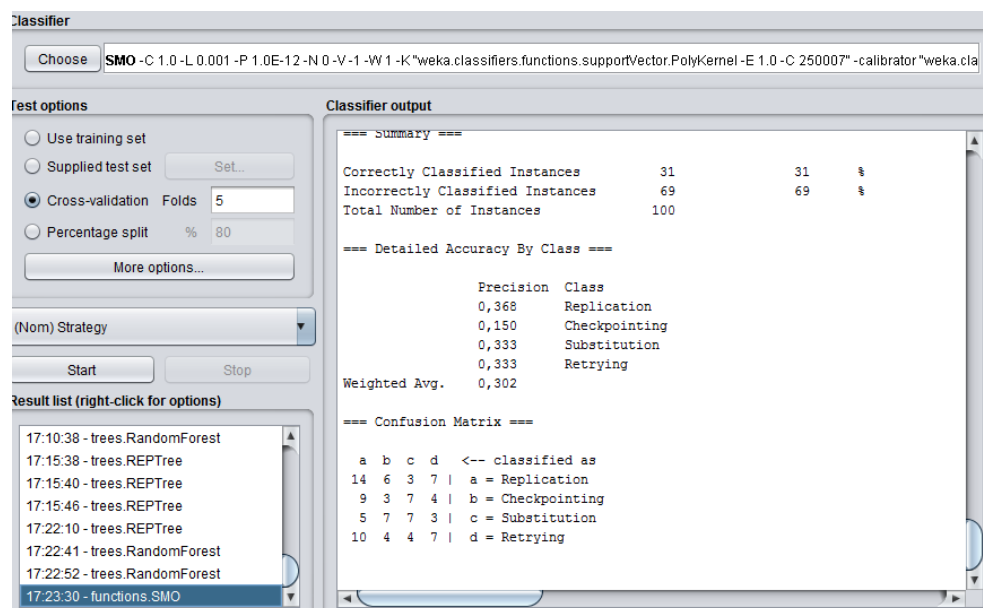 Classifier
Choose SMO -C 1.0 -L 0.001 -P 1.0E-12 -N 0 -V -1 -W 1 -K "weka.classifiers.functions.supportVector.PolyKernel -E 1.0 -C 250007" -calibrator "weka.cla
Test options
Use training set
Supplied test set Set...
Cross-validation Folds 5
Percentage split % 80
More options...
(Nom) Strategy
Start Stop
Result list (right-click for options)
17:10:38 - trees.RandomForest
17:15:38 - trees.REPTree
17:15:40 - trees.REPTree
17:15:46 - trees.REPTree
17:22:10 - trees.REPTree
17:22:41 - trees.RandomForest
17:22:52 - trees.RandomForest
17:23:30 - functions.SMO
Classifier output
=== Summary ===
Correctly Classified Instances 31 31 %
Incorrectly Classified Instances 69 69 %
Total Number of Instances 100
=== Detailed Accuracy By Class ===
Precision Class
0,368 Replication
0,150 Checkpointing
0,333 Substitution
0,333 Retrying
Weighted Avg. 0,302
=== Confusion Matrix ===
a b c d <-- classified as
14 6 3 7 | a = Replication
9 3 7 4 | b = Checkpointing
5 7 7 3 | c = Substitution
10 4 4 7 | d = Retrying